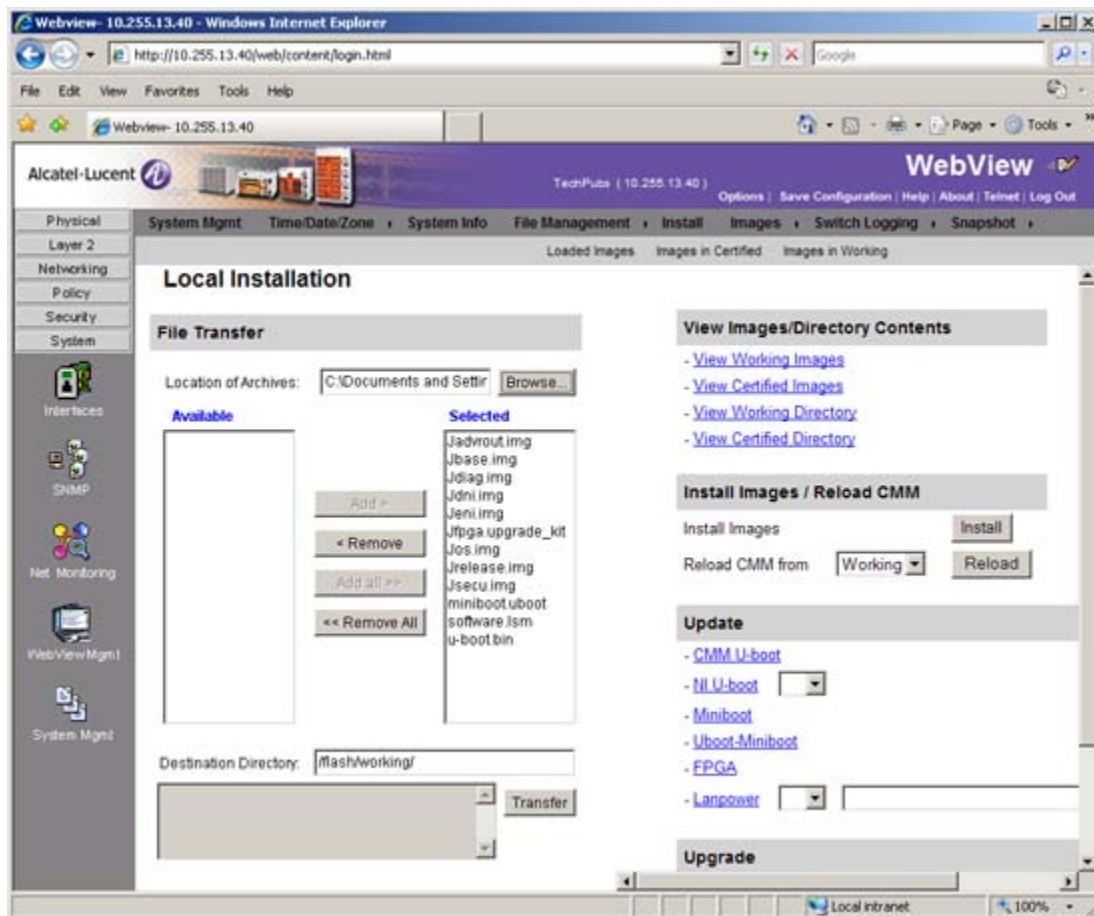 Webview- 10.255.13.40 - Windows Internet Explorer
http://10.255.13.40/web/content/login.html
Google
File Edit View Favorites Tools Help
Webview- 10.255.13.40
Page Tools
Alcatel-Lucent
TechPubs ( 10.255.13.40 )
WebView
Options | Save Configuration | Help | About | Telnet | Log Out
Physical
Layer 2
Networking
Policy
Security
System
Interfaces
SNMP
Net Monitoring
WebViewMgmt
System Mgmt
System Mgmt Time/Date/Zone System Info File Management Install Images Switch Logging Snapshot
Loaded Images Images in Certified Images in Working
Local Installation
File Transfer
Location of Archives: C:\Documents and Settir Browse...
Available
Selected
Jadvrout.img
Jbase.img
Jdiag.img
Jdni.img
Jeni.img
Jfpga.upgrade_kit
Jos.img
Jrelease.img
Jsecu.img
miniboot.uboot
software.lsm
u-boot.bin
Add >
< Remove
Add all >>
<< Remove All
Destination Directory: /flash/working/
Transfer
View Images/Directory Contents
- View Working Images
- View Certified Images
- View Working Directory
- View Certified Directory
Install Images / Reload CMM
Install Images Install
Reload CMM from Working Reload
Update
- CMM U-boot
- NI U-boot
- Miniboot
- Uboot-Miniboot
- FPGA
- Lanpower
Upgrade
Local intranet
100%